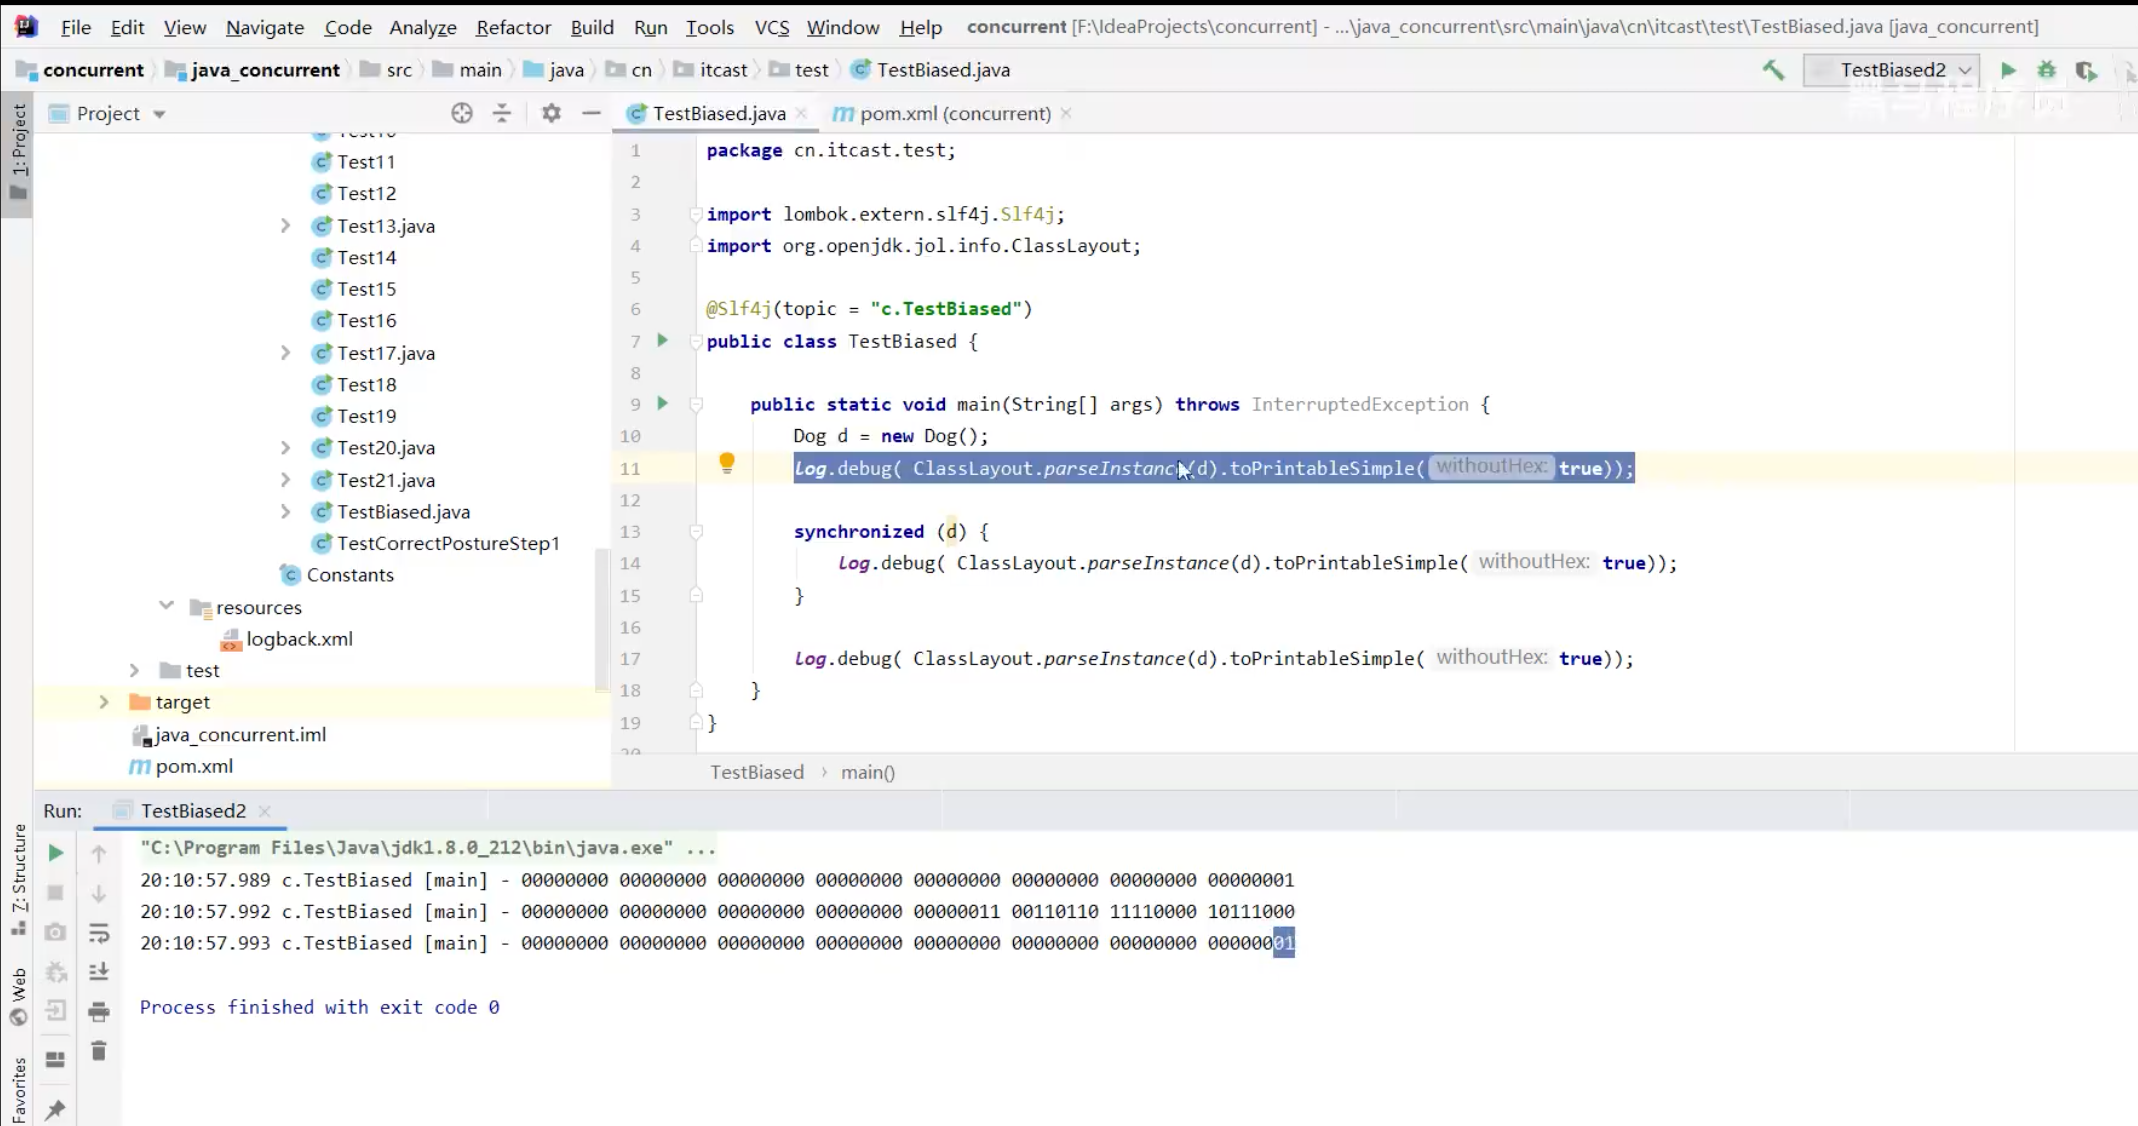 File Edit View Navigate Code Analyze Refactor Build Run Tools VCS Window Help concurrent [F:\IdeaProjects\concurrent] - ...\java_concurrent\src\main\java\cn\itcast\test\TestBiased.java [java_concurrent]
concurrent java_concurrent src main java cn itcast test TestBiased.java TestBiased2
黑马程序员
1: Project
Project
TestBiased.java pom.xml (concurrent)
Test11
Test12
Test13.java
Test14
Test15
Test16
Test17.java
Test18
Test19
Test20.java
Test21.java
TestBiased.java
TestCorrectPostureStep1
Constants
resources
logback.xml
test
target
java_concurrent.iml
pom.xml
1 package cn.itcast.test;
2
3 import lombok.extern.slf4j.Slf4j;
4 import org.openjdk.jol.info.ClassLayout;
5
6 @Slf4j(topic = "c.TestBiased")
7 public class TestBiased {
8
9 public static void main(String[] args) throws InterruptedException {
10 Dog d = new Dog();
11 log.debug( ClassLayout.parseInstance(d).toPrintableSimple( withoutHex: true));
12
13 synchronized (d) {
14 log.debug( ClassLayout.parseInstance(d).toPrintableSimple( withoutHex: true));
15 }
16
17 log.debug( ClassLayout.parseInstance(d).toPrintableSimple( withoutHex: true));
18 }
19 }
TestBiased main()
Run: TestBiased2
"C:\Program Files\Java\jdk1.8.0_212\bin\java.exe" ...
20:10:57.989 c.TestBiased [main] - 00000000 00000000 00000000 00000000 00000000 00000000 00000000 00000001
20:10:57.992 c.TestBiased [main] - 00000000 00000000 00000000 00000000 00000011 00110110 11110000 10111000
20:10:57.993 c.TestBiased [main] - 00000000 00000000 00000000 00000000 00000000 00000000 00000000 00000001
Process finished with exit code 0
7: Structure
Web
Favorites